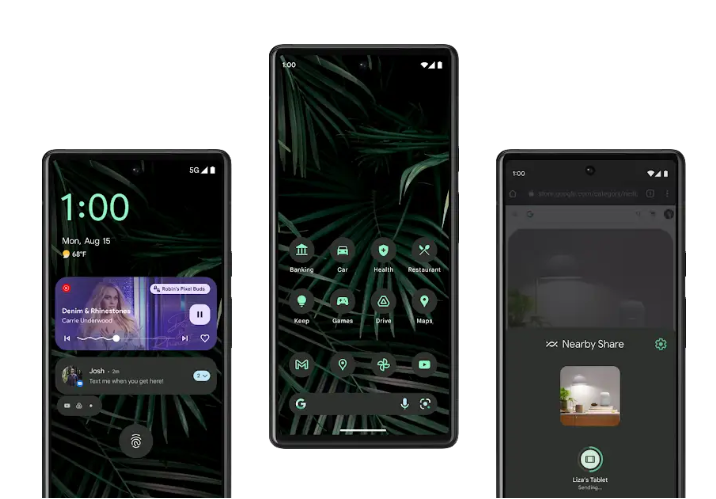 5G
1:00
Mon, Aug 15
68°F
Robin's Pixel Buds
Denim & Rhinestones
Carrie Underwood
Josh • 2m
Text me when you get here!
2
1:00
Banking Car Health Restaurant
Keep Games Drive Maps
G
1:00
Nearby Share
Liza's Tablet
Sending...